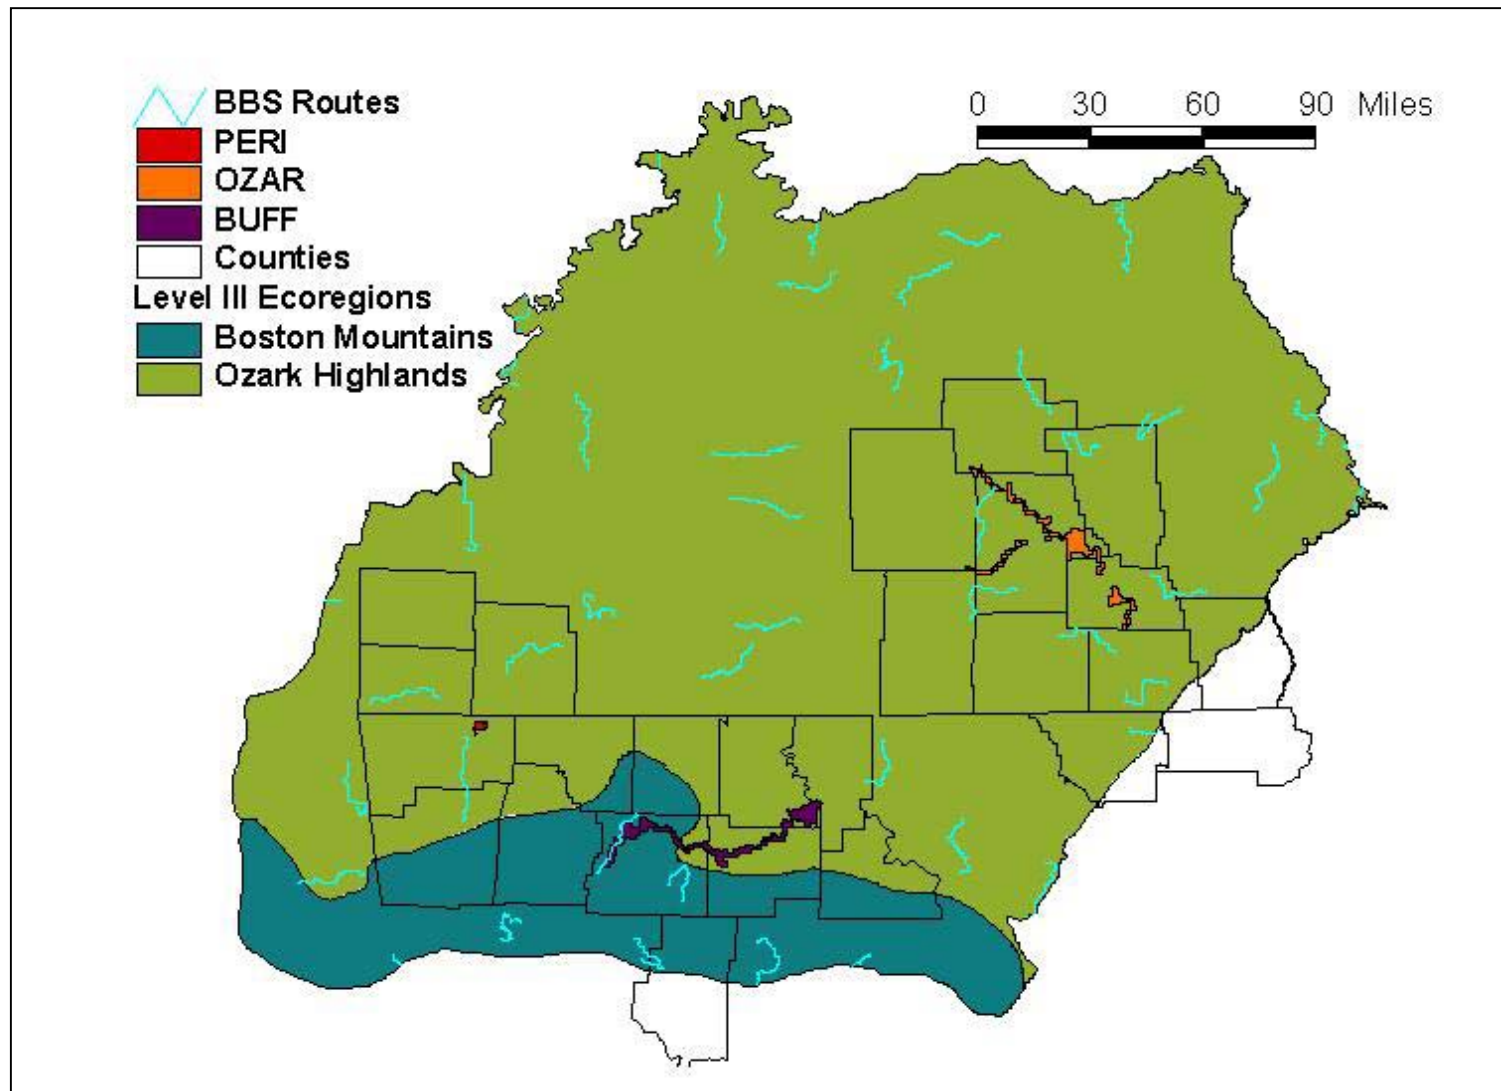 BBS Routes
PERI
OZAR
BUFF
Counties
Level III Ecoregions
Boston Mountains
Ozark Highlands
0 30 60 90 Miles